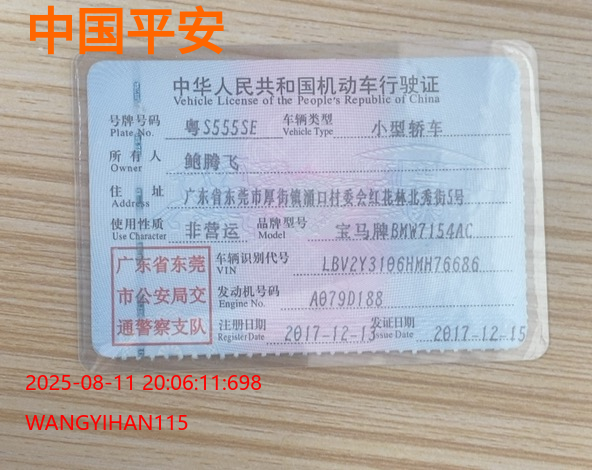 中国平安
中华人民共和国机动车行驶证
Vehicle License of the People's Republic of China
号牌号码 粤S555SE 车辆类型 小型轿车
Plate No. Vehicle Type
所有人 鲍腾飞
Owner
住址 广东省东莞市厚街镇涌口村委会红花林北秀街5号
Address
使用性质 非营运 品牌型号 宝马牌BMW7154AC
Use Character Model
广东省东莞
市公安局交
通警察支队
车辆识别代号 LBV2Y3106HMH76686
VIN
发动机号码 A079D188
Engine No.
注册日期 2017-12-13 发证日期 2017-12-15
Register Date Issue Date
2025-08-11 20:06:11:698
WANGYIHAN115